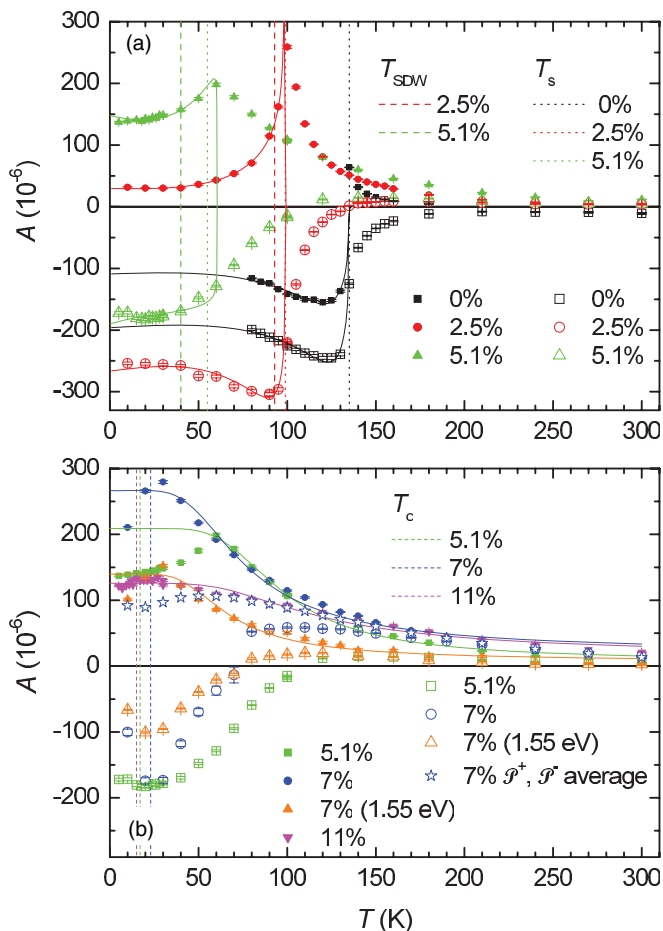 (a)
T_SDW
T_s
2.5%
5.1%
0%
2.5%
5.1%
0%
2.5%
5.1%
0%
2.5%
5.1%
A (10⁻⁶)
300
200
100
0
-100
-200
-300
0 50 100 150 200 250 300
T_c
5.1%
7%
11%
5.1%
7%
7% (1.55 eV)
7% 𝒫⁺, 𝒫⁻ average
5.1%
7%
7% (1.55 eV)
11%
(b)
A (10⁻⁶)
300
200
100
0
-100
-200
0 50 100 150 200 250 300
T (K)